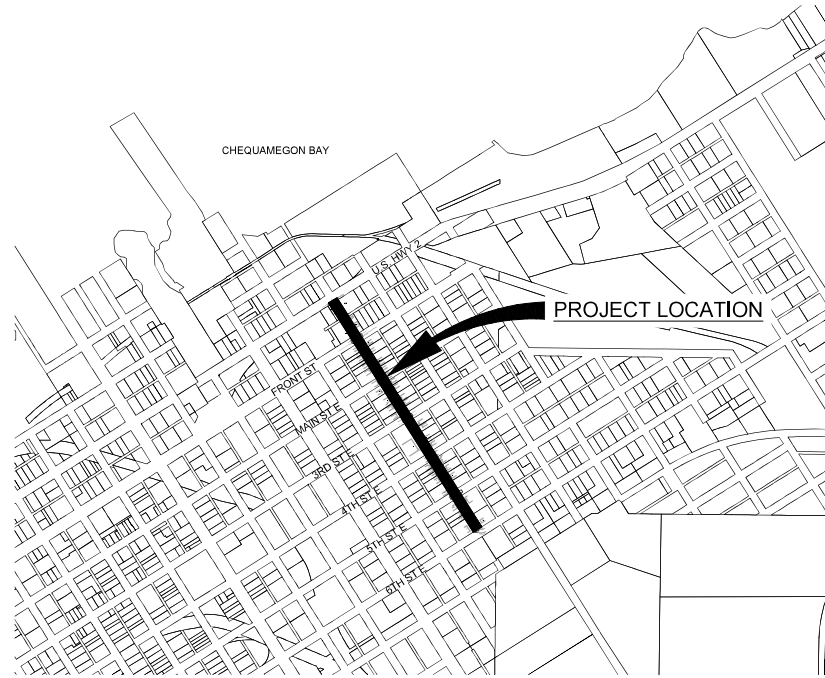 CHEQUAMEGON BAY
U.S. HWY 2
PROJECT LOCATION
FRONT ST
MAIN ST E
3RD ST E
4TH ST E
5TH ST E
6TH ST E